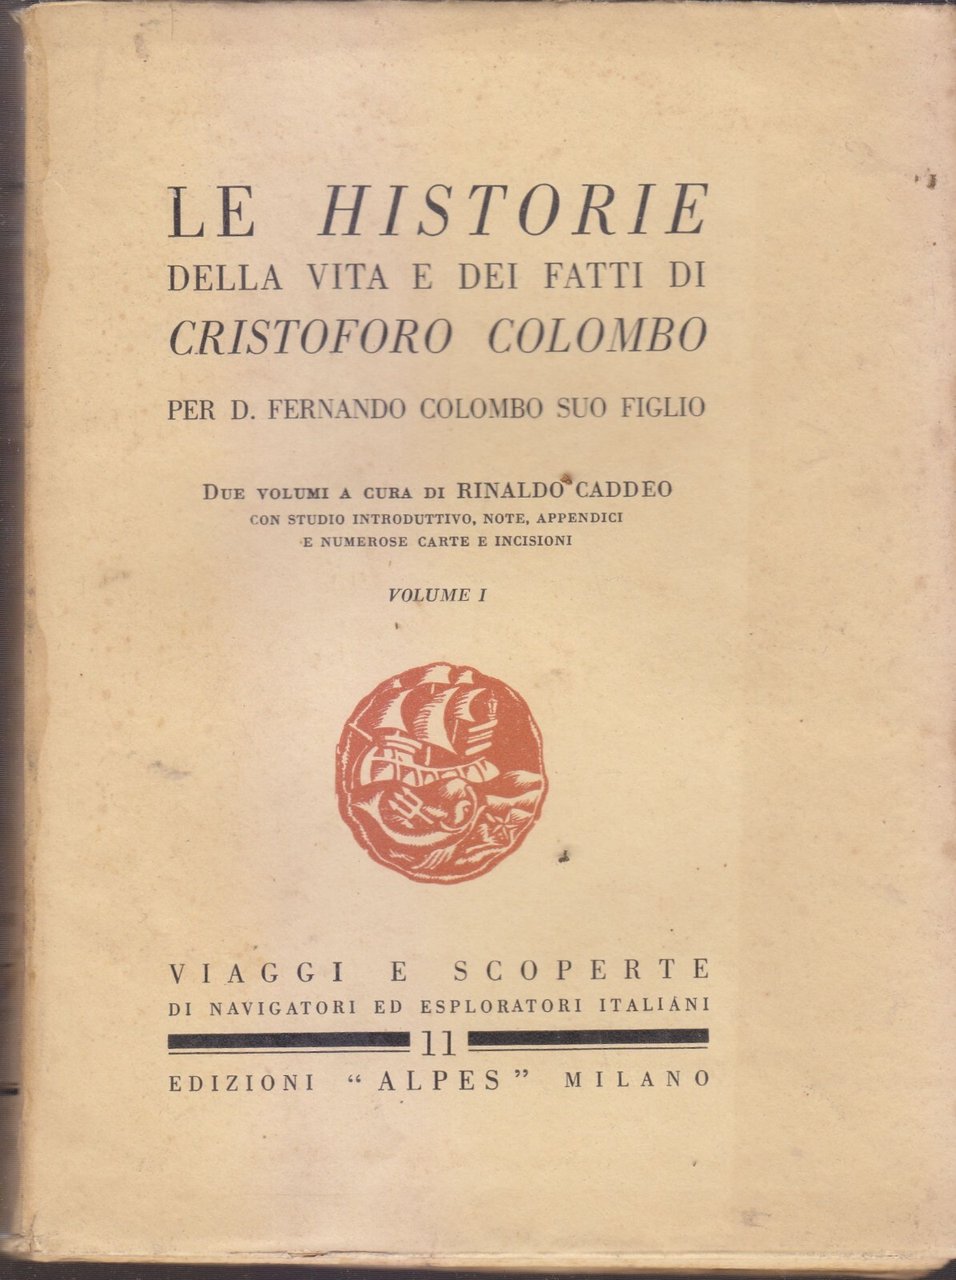 LE HISTORIE
DELLA VITA E DEI FATTI DI
CRISTOFORO COLOMBO
PER D. FERNANDO COLOMBO SUO FIGLIO
DUE VOLUMI A CURA DI RINALDO CADDEO
CON STUDIO INTRODUTTIVO, NOTE, APPENDICI
E NUMEROSE CARTE E INCISIONI
VOLUME I
VIAGGI E SCOPERTE
DI NAVIGATORI ED ESPLORATORI ITALIANI
11
EDIZIONI “ALPES” MILANO